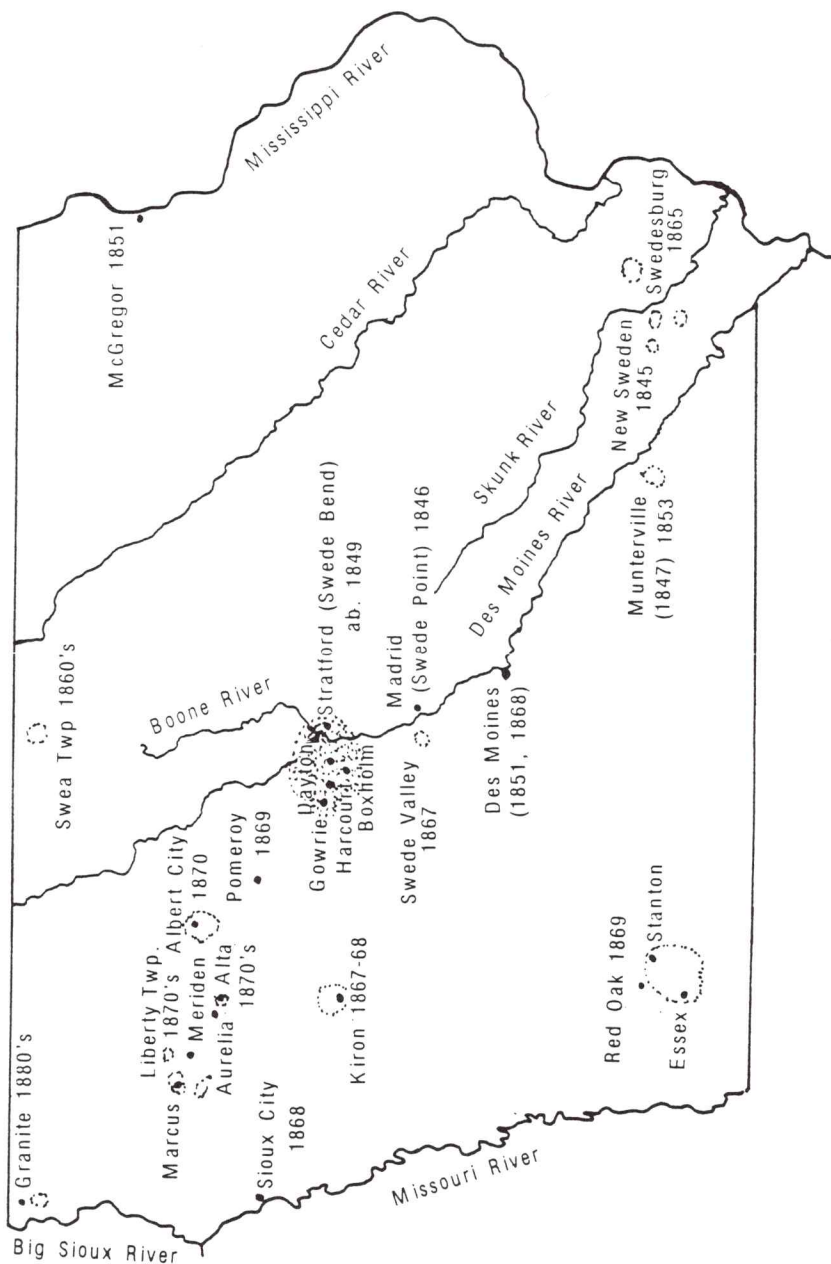 Granite 1880's
Big Sioux River
Marcus
Liberty Twp.
1870's
Meriden
Albert City
1870
Aurelia
Alta
1870's
Sioux City
1868
Pomeroy
1869
Swea Twp 1860's
Boone River
Kiron 1867-68
Gowrie
Harcourt
Dayton
Boxholm
Stratford (Swede Bend)
ab. 1849
Swede Valley
1867
Madrid
(Swede Point) 1846
Des Moines
(1851, 1868)
Missouri River
Red Oak 1869
Stanton
Essex
McGregor 1851
Mississippi River
Cedar River
Skunk River
Des Moines River
Munterville
(1847) 1853
New Sweden
1845
Swedesburg
1865